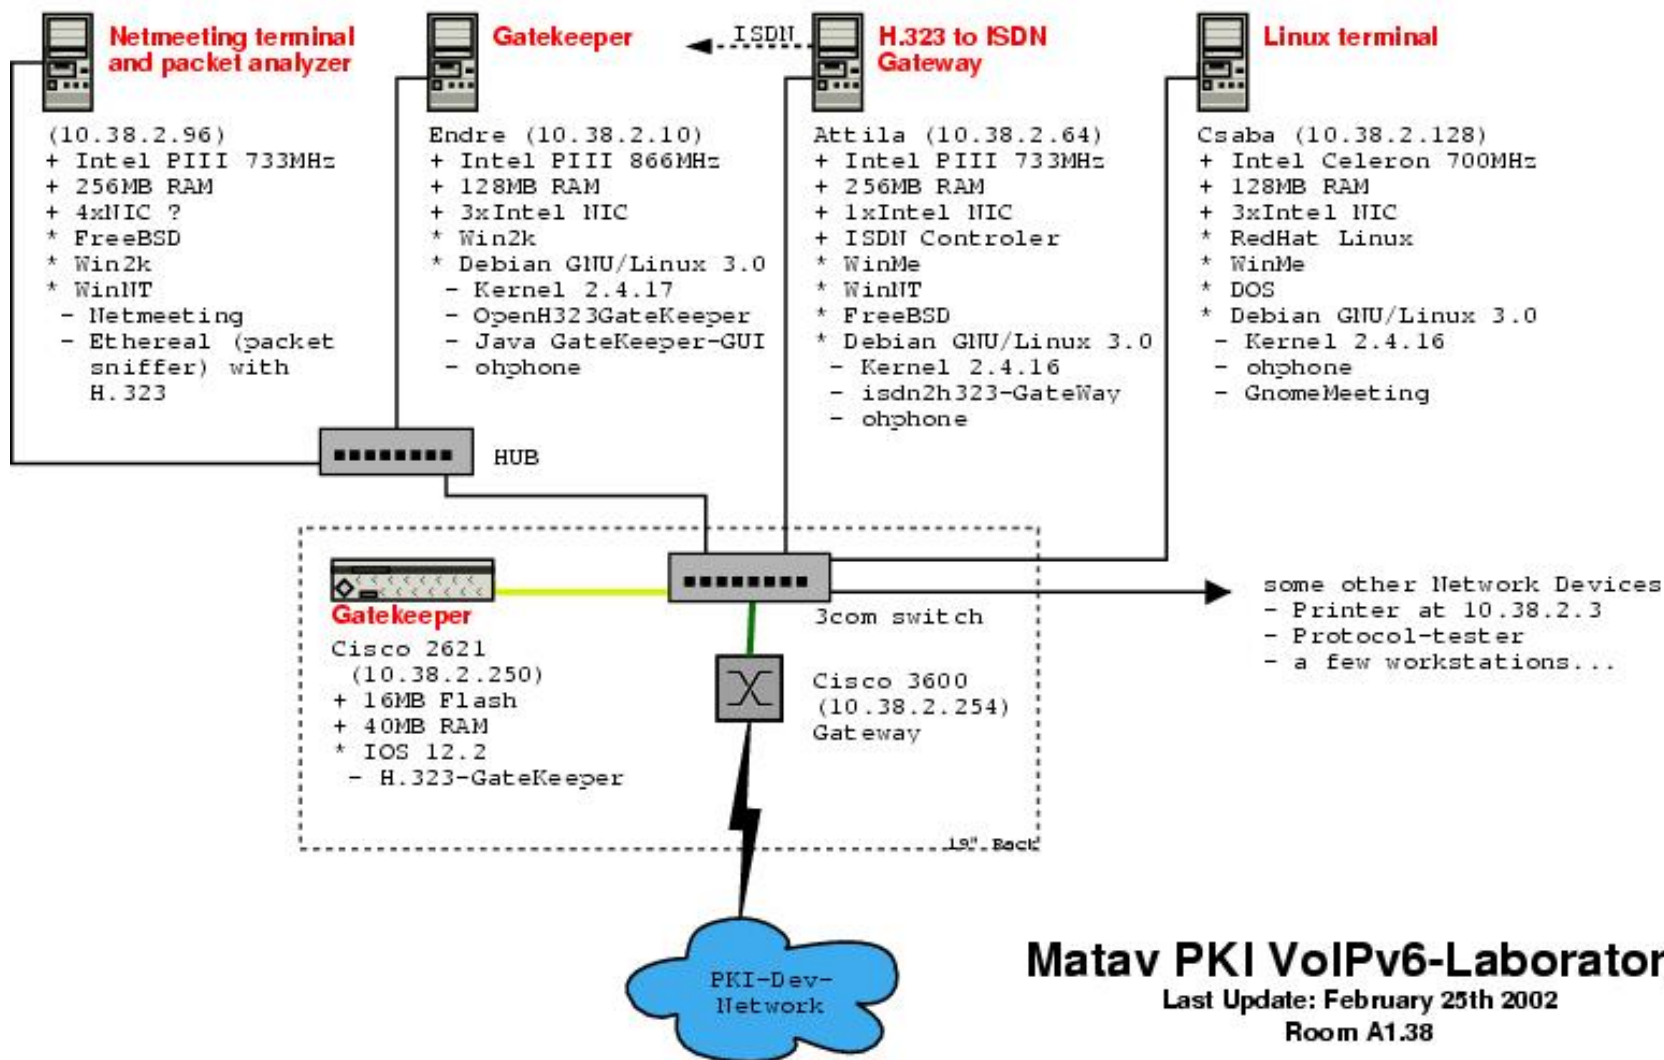 Netmeeting terminal
and packet analyzer
(10.38.2.96)
+ Intel PIII 733MHz
+ 256MB RAM
+ 4xNIC ?
* FreeBSD
* Win2k
* WinNT
- Netmeeting
- Ethereal (packet
sniffer) with
H.323
Gatekeeper
Endre (10.38.2.10)
+ Intel PIII 866MHz
+ 128MB RAM
+ 3xIntel NIC
* Win2k
* Debian GNU/Linux 3.0
- Kernel 2.4.17
- OpenH323GateKeeper
- Java GateKeeper-GUI
- ohphone
ISDN
H.323 to ISDN
Gateway
Attila (10.38.2.64)
+ Intel PIII 733MHz
+ 256MB RAM
+ 1xIntel NIC
+ ISDN Controler
* WinMe
* WinNT
* FreeBSD
* Debian GNU/Linux 3.0
- Kernel 2.4.16
- isdn2h323-GateWay
- ohphone
Linux terminal
Csaba (10.38.2.128)
+ Intel Celeron 700MHz
+ 128MB RAM
+ 3xIntel NIC
* RedHat Linux
* WinMe
* DOS
* Debian GNU/Linux 3.0
- Kernel 2.4.16
- ohphone
- GnomeMeeting
HUB
Gatekeeper
Cisco 2621
(10.38.2.250)
+ 16MB Flash
+ 40MB RAM
* IOS 12.2
- H.323-GateKeeper
3com switch
Cisco 3600
(10.38.2.254)
Gateway
19" Rack
some other Network Devices
- Printer at 10.38.2.3
- Protocol-tester
- a few workstations...
PKI-Dev-
Network
Matav PKI VoIPv6-Laborator
Last Update: February 25th 2002
Room A1.38